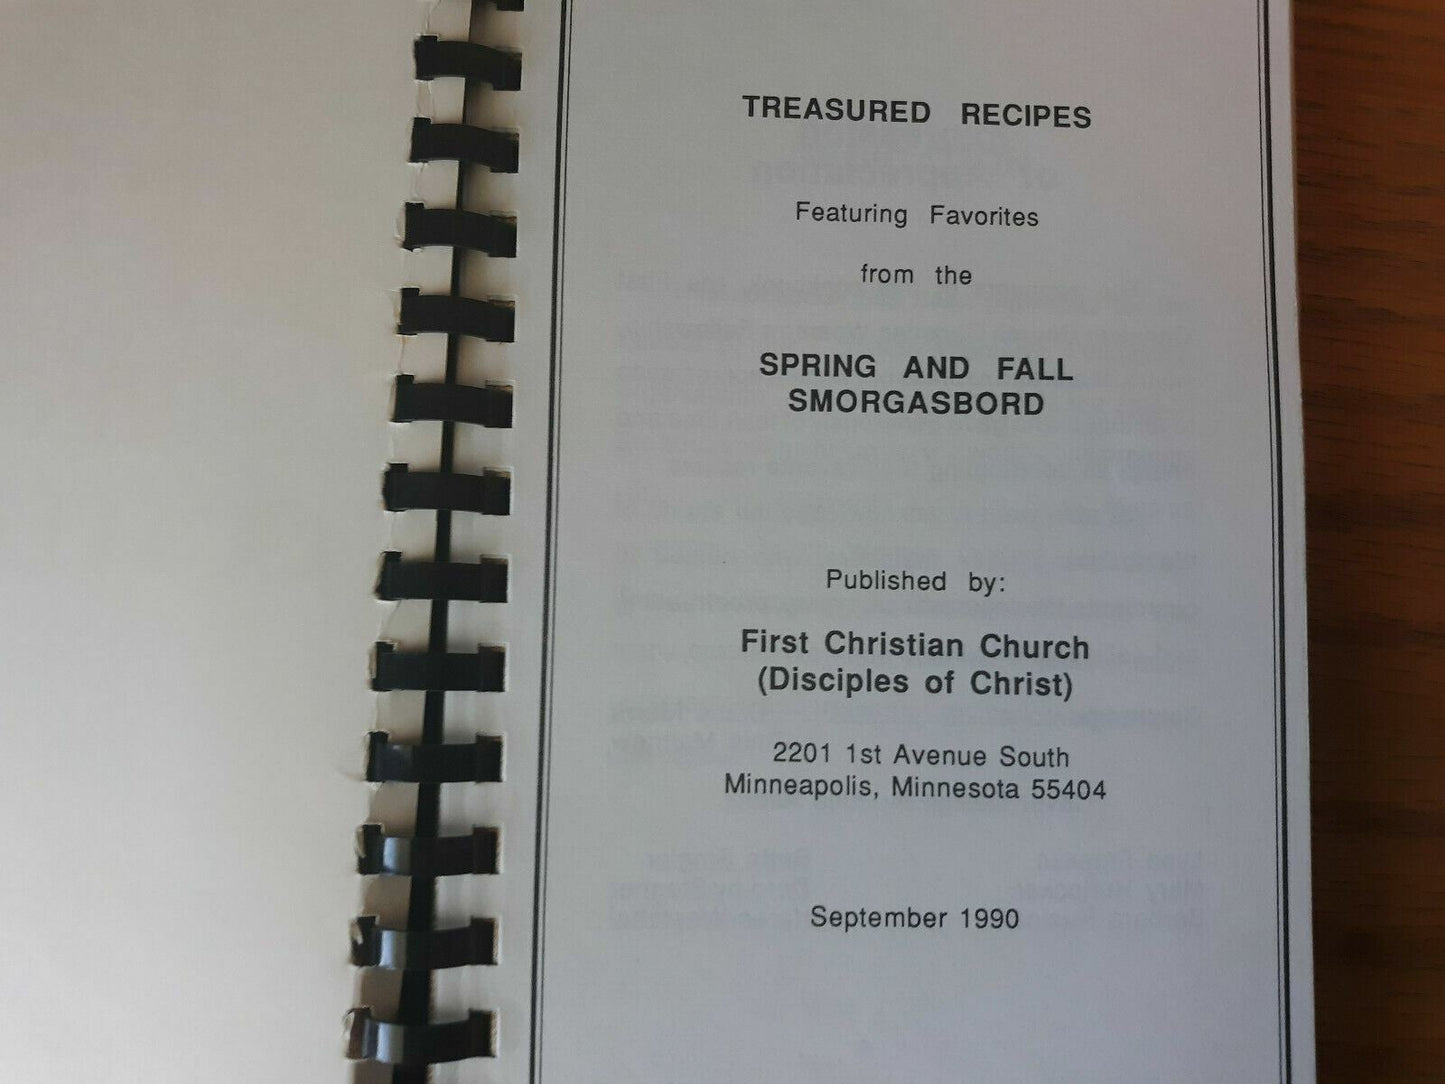 TREASURED RECIPES
Featuring Favorites
from the
SPRING AND FALL
SMORGASBORD
Published by:
First Christian Church
(Disciples of Christ)
2201 1st Avenue South
Minneapolis, Minnesota 55404
September 1990